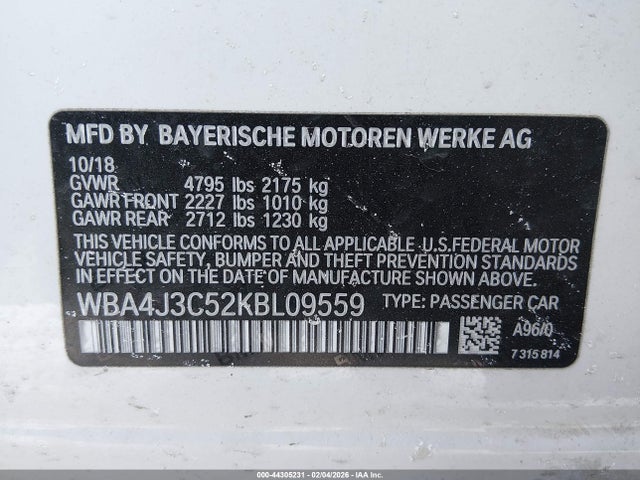 MFD BY BAYERISCHE MOTOREN WERKE AG
10/18
GVWR 4795 lbs 2175 kg
GAWR FRONT 2227 lbs 1010 kg
GAWR REAR 2712 lbs 1230 kg
THIS VEHICLE CONFORMS TO ALL APPLICABLE U.S.FEDERAL MOTOR
VEHICLE SAFETY, BUMPER AND THEFT PREVENTION STANDARDS
IN EFFECT ON THE DATE OF MANUFACTURE SHOWN ABOVE.
WBA4J3C52KBL09559 TYPE: PASSENGER CAR
A96/0
7 315 814
000-44305231 - 02/04/2026 - © IAA Inc.